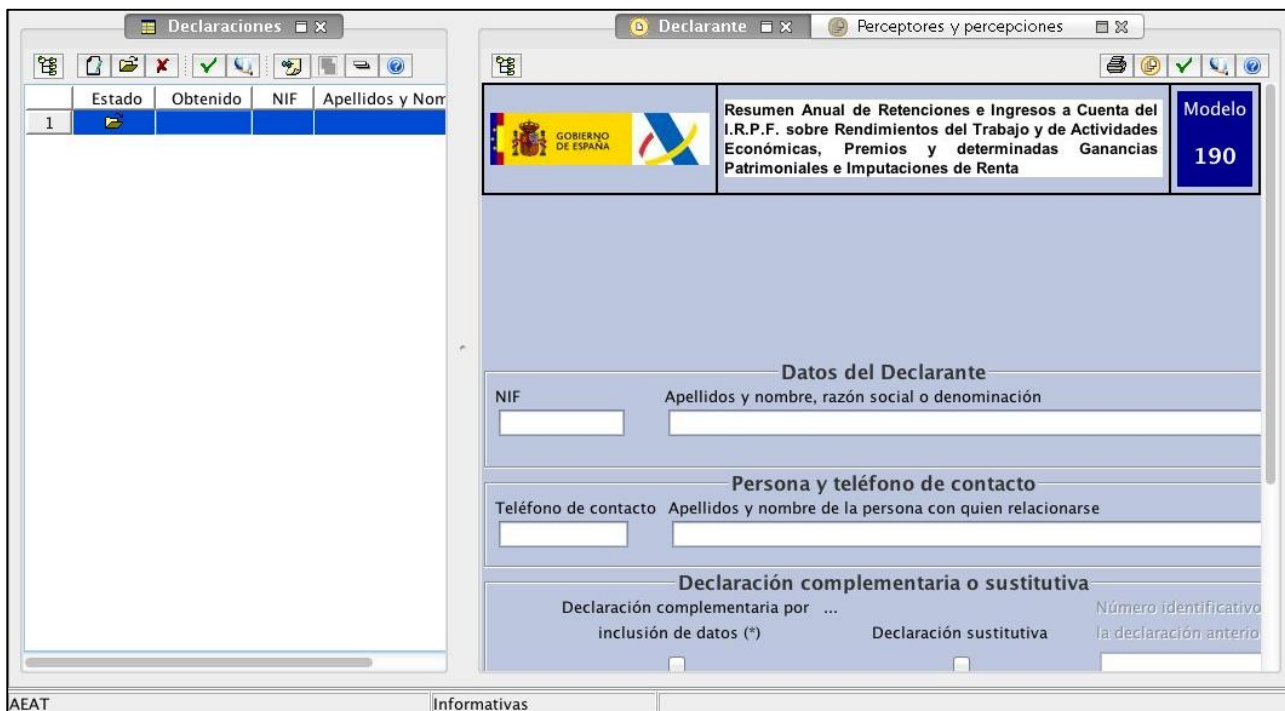 Declaraciones
Estado Obtenido NIF Apellidos y Nom
1
Declarante
Perceptores y percepciones
GOBIERNO
DE ESPAÑA
Resumen Anual de Retenciones e Ingresos a Cuenta del
I.R.P.F. sobre Rendimientos del Trabajo y de Actividades
Económicas, Premios y determinadas Ganancias
Patrimoniales e Imputaciones de Renta
Modelo
190
Datos del Declarante
NIF Apellidos y nombre, razón social o denominación
Persona y teléfono de contacto
Teléfono de contacto Apellidos y nombre de la persona con quien relacionarse
Declaración complementaria o sustitutiva
Declaración complementaria por ... Número identificativo
inclusión de datos (*) Declaración sustitutiva la declaración anterio
AEAT Informativas